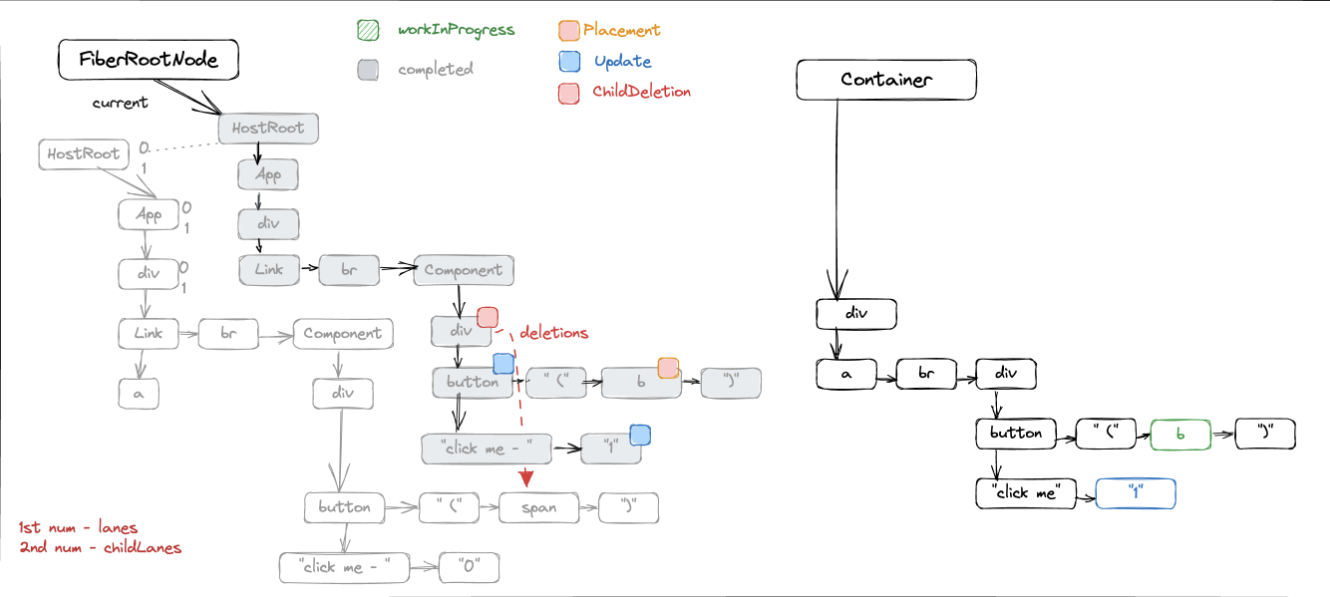 workInProgress
Placement
FiberRootNode
completed
Update
ChildDeletion
Container
current
HostRoot
HostRoot
0
1
App
App
0
1
div
div
0
1
Link
br
Component
Link
br
Component
div
deletions
div
a
div
button
" ("
b
")"
a
br
div
"click me - "
"1"
button
" ("
b
")"
"click me"
"1"
button
" ("
span
")"
1st num - lanes
2nd num - childLanes
"click me - "
"0"